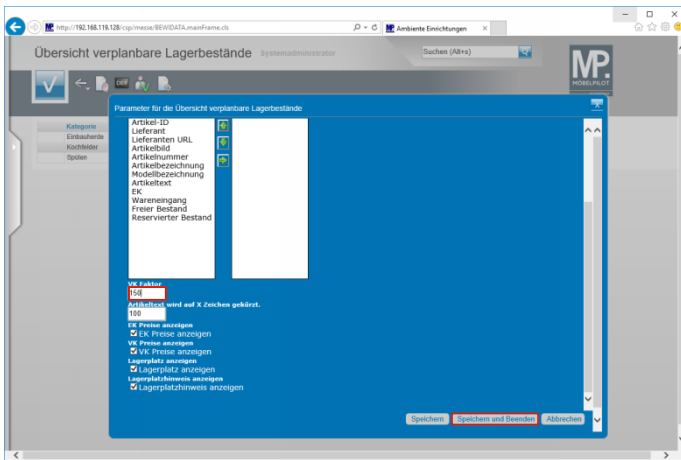 http://192.168.119.128/csp/messe/BEWIDATA.mainFrame.cls
MP Ambiente Einrichtungen
Übersicht verplanbare Lagerbestände Systemadministrator
Suchen (Alt+s)
MP
MÖBELPILOT
DEF
Parameter für die Übersicht verplanbare Lagerbestände
Kategorie
Einbauherde
Kochfelder
Spülen
Artikel-ID
Lieferant
Lieferanten URL
Artikelbild
Artikelnummer
Artikelbezeichnung
Modellbezeichnung
Artikeltext
EK
Wareneingang
Freier Bestand
Reservierter Bestand
VK Faktor
150
Artikeltext wird auf X Zeichen gekürzt.
100
EK Preise anzeigen
EK Preise anzeigen
VK Preise anzeigen
VK Preise anzeigen
Lagerplatz anzeigen
Lagerplatz anzeigen
Lagerplatzhinweis anzeigen
Lagerplatzhinweis anzeigen
Speichern Speichern und Beenden Abbrechen